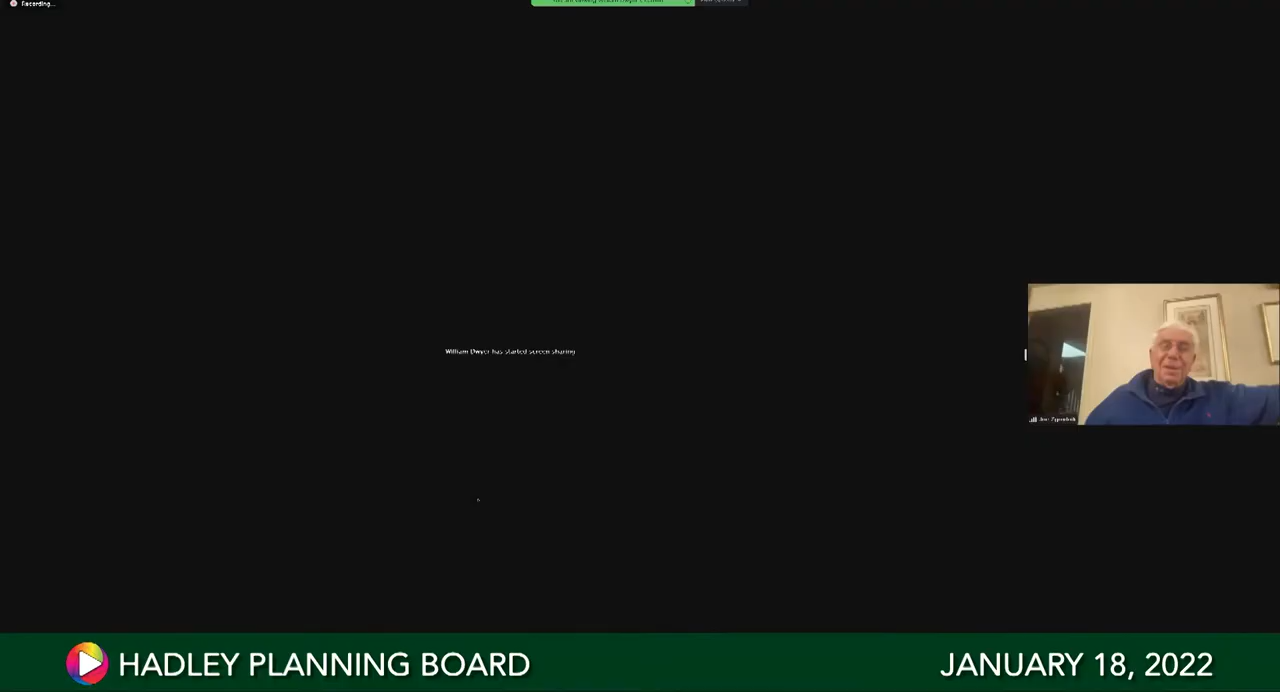 Recording...
William Dwyer has started screen sharing
HADLEY PLANNING BOARD
JANUARY 18, 2022